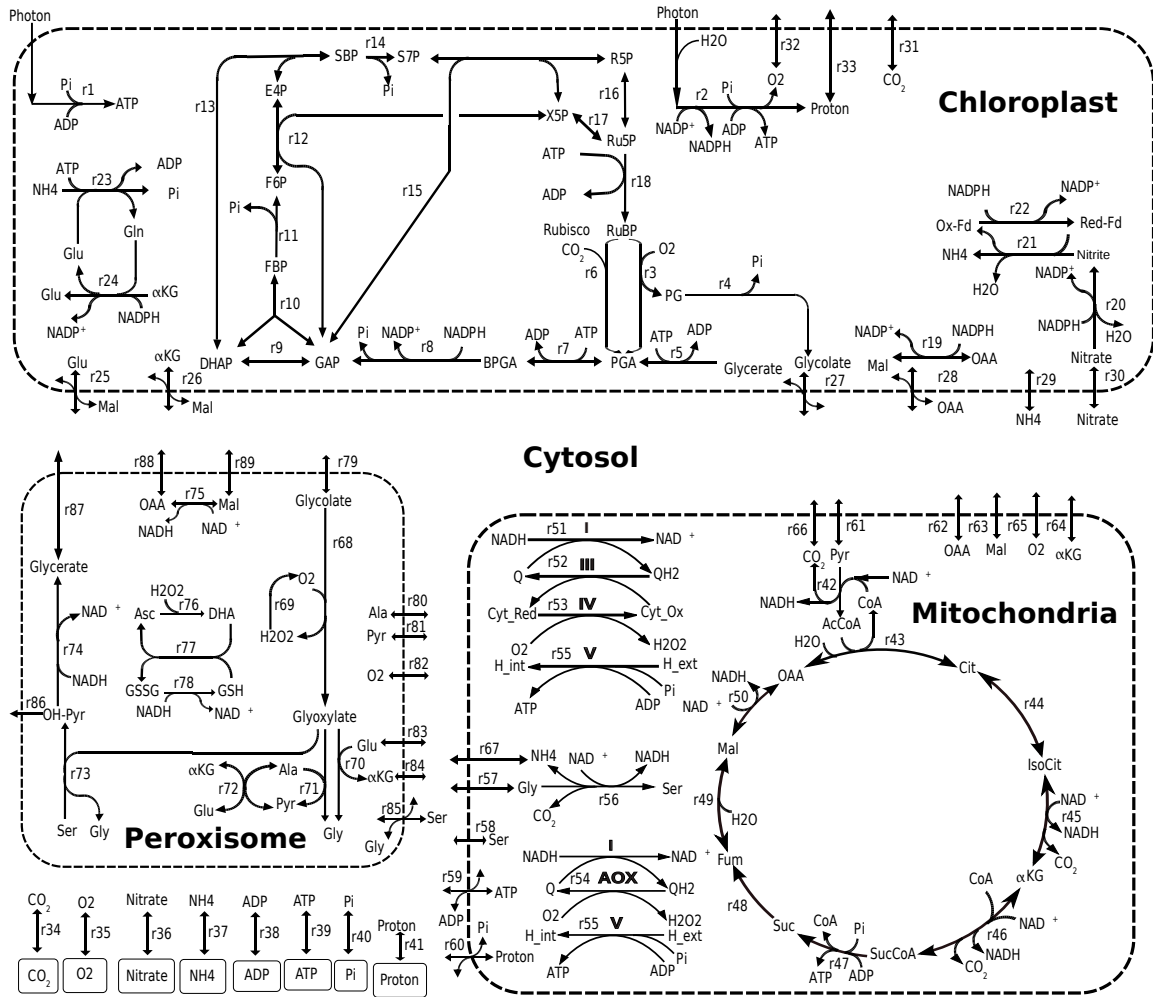 Photon
Pi
r1
ATP
ADP
r13
SBP
r14
S7P
Pi
E4P
R5P
r16
X5P
r17
Ru5P
r12
F6P
Pi
r11
FBP
r10
DHAP
r9
GAP
r15
ATP
ADP
r18
Photon
H2O
r32
O2
r33
r31
CO2
r2
Pi
Proton
NADP+
NADPH
ADP
ATP
Chloroplast
ATP
r23
ADP
NH4
Pi
Gln
Glu
r24
Glu
αKG
NADP+
NADPH
Rubisco
RuBP
CO2
r6
O2
r3
PG
r4
Pi
NADPH
NADP+
r22
Ox-Fd
Red-Fd
r21
NH4
Nitrite
H2O
NADP+
r20
NADPH
H2O
Nitrate
Pi
NADP+
NADPH
r8
BPGA
ADP
ATP
r7
PGA
ATP
ADP
r5
Glycerate
Glycolate
NADP+
NADPH
r19
Mal
OAA
Glu
r25
Mal
αKG
r26
Mal
r27
r28
OAA
r29
NH4
r30
Nitrate
Cytosol
r87
r88
r89
r79
OAA
r75
Mal
NADH
NAD +
Glycolate
r68
Glycerate
NAD +
r74
NADH
H2O2
Asc
r76
DHA
r77
GSSG
r78
GSH
NADH
NAD +
O2
r69
H2O2
Ala
r80
Pyr
r81
O2
r82
r86
OH-Pyr
Glyoxylate
Glu
r83
r70
αKG
r84
r73
αKG
Ala
r72
r71
Glu
Pyr
Ser
Gly
Gly
r85
Ser
Gly
Peroxisome
NADH
r51
I
NAD +
r52
III
Q
QH2
Cyt_Red
r53
IV
Cyt_Ox
O2
H2O2
H_int
r55
V
H_ext
ATP
ADP
Pi
r67
NH4
NAD +
NADH
r57
Gly
r56
Ser
CO2
r58
Ser
r59
ATP
ADP
r60
Pi
Proton
NADH
I
NAD +
Q
r54
AOX
QH2
O2
H2O2
H_int
r55
V
H_ext
ATP
ADP
Pi
r66
r61
CO2
Pyr
r62
OAA
r63
Mal
r65
O2
r64
αKG
r42
NAD +
NADH
CoA
AcCoA
Mitochondria
H2O
r43
OAA
Cit
r44
IsoCit
NAD +
r45
NADH
CO2
αKG
CoA
NAD +
r46
NADH
CO2
SucCoA
CoA
Pi
r47
ATP
ADP
Suc
r48
Fum
r49
H2O
Mal
NADH
NAD +
r50
CO2
r34
CO2
O2
r35
O2
Nitrate
r36
Nitrate
NH4
r37
NH4
ADP
r38
ADP
ATP
r39
ATP
Pi
r40
Pi
Proton
r41
Proton